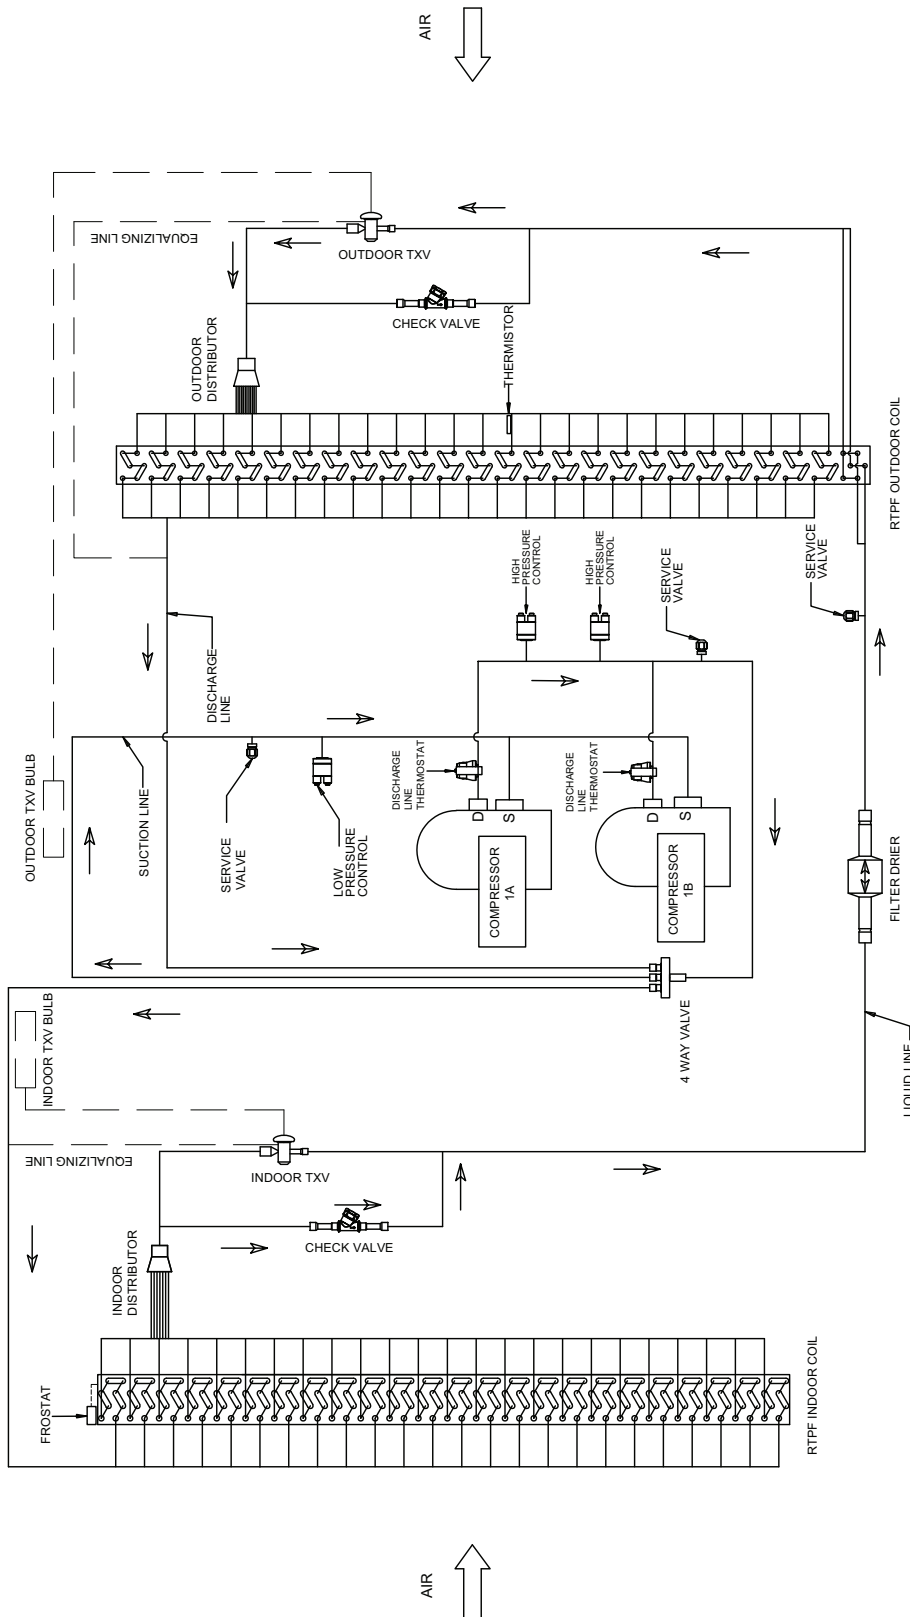 AIR
EQUALIZING LINE
OUTDOOR TXV
CHECK VALVE
OUTDOOR
DISTRIBUTOR
THERMISTOR
RTPF OUTDOOR COIL
DISCHARGE
LINE
HIGH
PRESSURE
CONTROL
HIGH
PRESSURE
CONTROL
SERVICE
VALVE
SERVICE
VALVE
OUTDOOR TXV BULB
SUCTION LINE
SERVICE
VALVE
LOW
PRESSURE
CONTROL
DISCHARGE
LINE
THERMOSTAT
DISCHARGE
LINE
THERMOSTAT
D
S
COMPRESSOR
1A
D
S
COMPRESSOR
1B
FILTER DRIER
INDOOR TXV BULB
4 WAY VALVE
LIQUID LINE
EQUALIZING LINE
INDOOR TXV
CHECK VALVE
INDOOR
DISTRIBUTOR
FROSTAT
RTPF INDOOR COIL
AIR